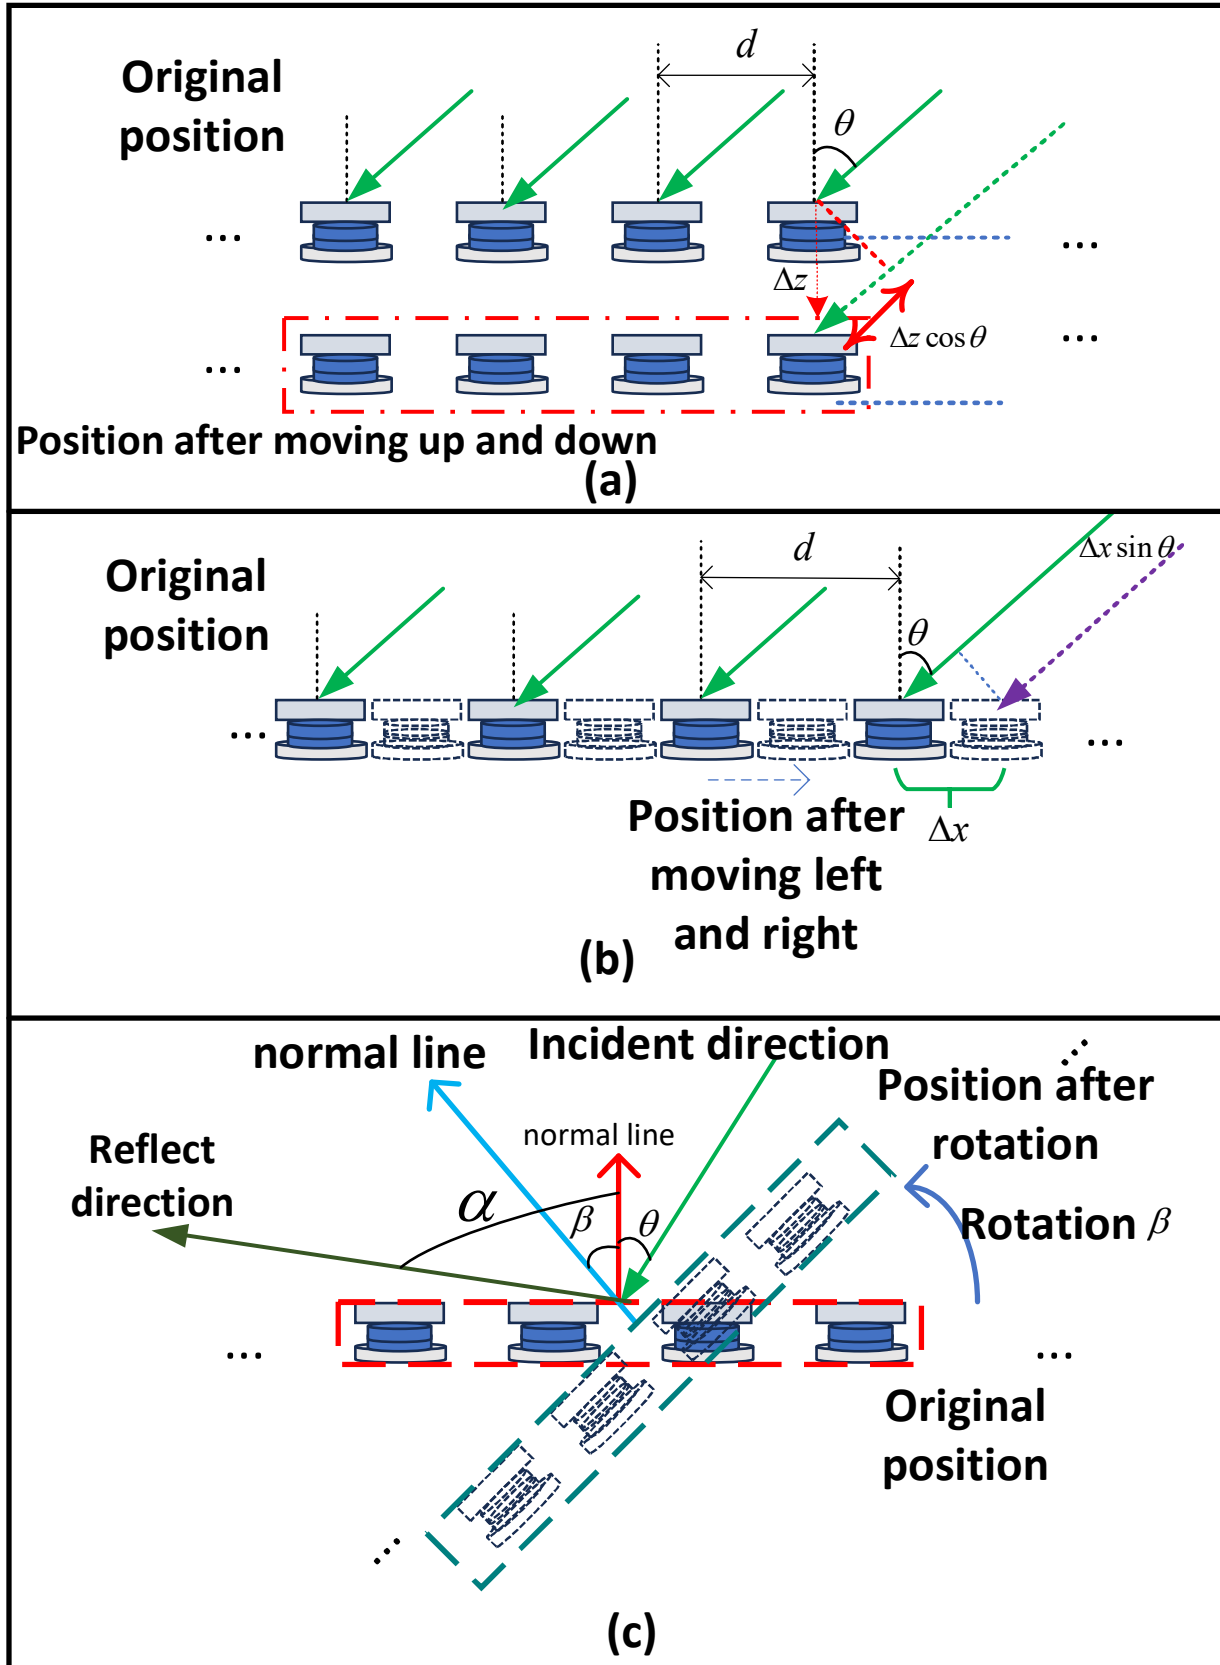 Original
position
d
θ
...
...
Δz
Δz cos θ
...
...
Position after moving up and down
(a)
Original
position
d
Δx sin θ
θ
...
...
Position after
moving left
and right
Δx
(b)
normal line
Incident direction
...
Position after
rotation
normal line
Reflect
direction
α
β
θ
Rotation β
...
...
Original
position
...
(c)